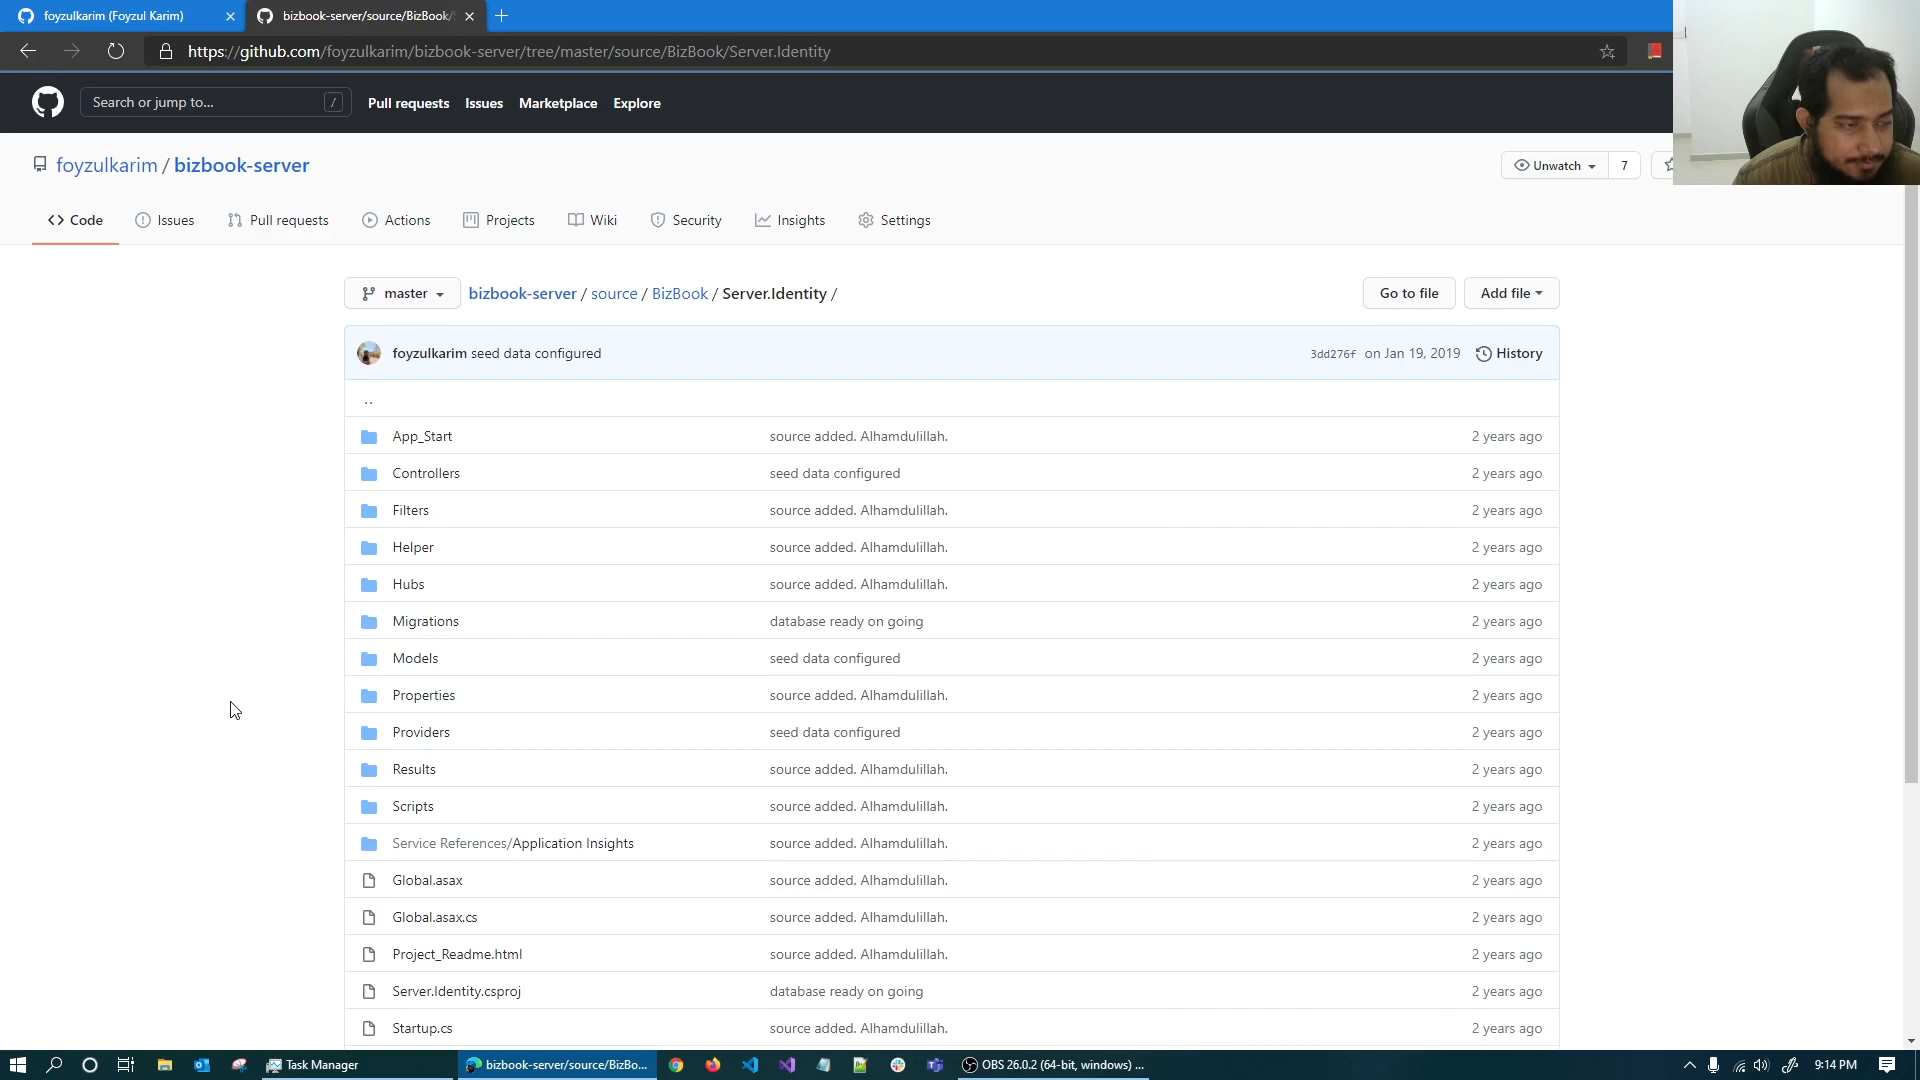 foyzulkarim (Foyzul Karim)
bizbook-server/source/BizBook/
https://github.com/foyzulkarim/bizbook-server/tree/master/source/BizBook/Server.Identity
Search or jump to... /
Pull requests Issues Marketplace Explore
foyzulkarim / bizbook-server
Unwatch 7
Code Issues Pull requests Actions Projects Wiki Security Insights Settings
master bizbook-server / source / BizBook / Server.Identity /
Go to file Add file
foyzulkarim seed data configured 3dd276f on Jan 19, 2019 History
..
App_Start source added. Alhamdulillah. 2 years ago
Controllers seed data configured 2 years ago
Filters source added. Alhamdulillah. 2 years ago
Helper source added. Alhamdulillah. 2 years ago
Hubs source added. Alhamdulillah. 2 years ago
Migrations database ready on going 2 years ago
Models seed data configured 2 years ago
Properties source added. Alhamdulillah. 2 years ago
Providers seed data configured 2 years ago
Results source added. Alhamdulillah. 2 years ago
Scripts source added. Alhamdulillah. 2 years ago
Service References/Application Insights source added. Alhamdulillah. 2 years ago
Global.asax source added. Alhamdulillah. 2 years ago
Global.asax.cs source added. Alhamdulillah. 2 years ago
Project_Readme.html source added. Alhamdulillah. 2 years ago
Server.Identity.csproj database ready on going 2 years ago
Startup.cs source added. Alhamdulillah. 2 years ago
Task Manager bizbook-server/source/BizBo... OBS 26.0.2 (64-bit, windows) ... 9:14 PM